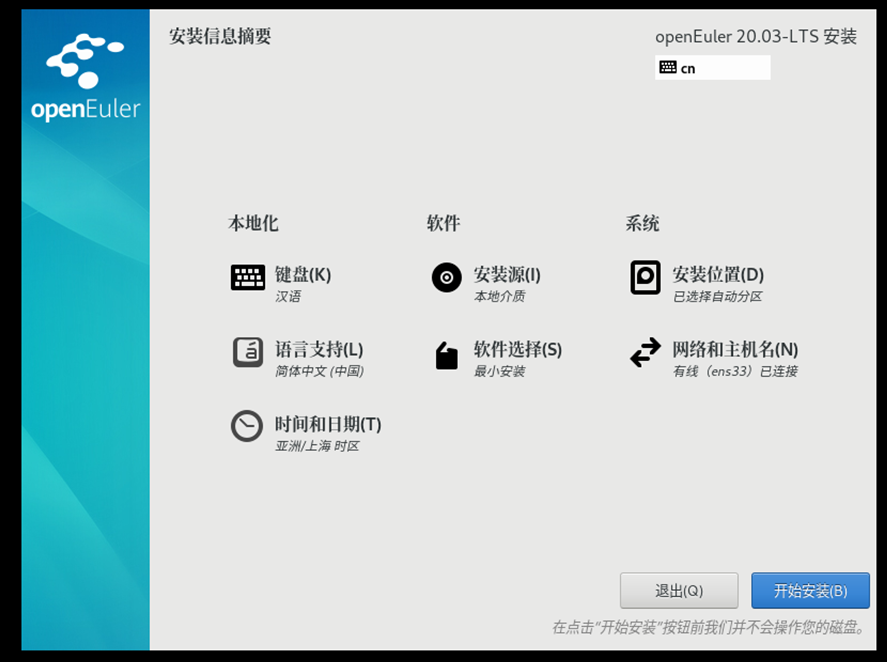 openEuler
安装信息摘要
openEuler 20.03-LTS 安装
cn
本地化
键盘(K)
汉语
语言支持(L)
简体中文 (中国)
时间和日期(T)
亚洲/上海 时区
软件
安装源(I)
本地介质
软件选择(S)
最小安装
系统
安装位置(D)
已选择自动分区
网络和主机名(N)
有线（ens33）已连接
退出(Q)
开始安装(B)
在点击“开始安装”按钮前我们并不会操作您的磁盘。